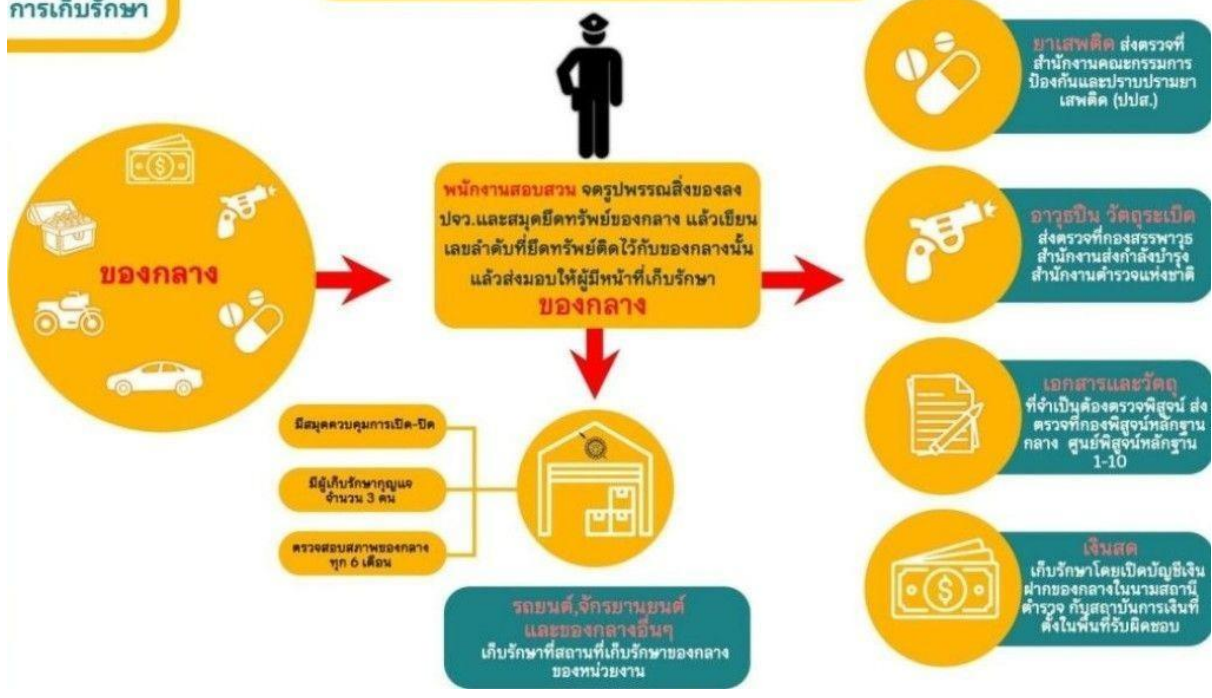 การเก็บรักษา
ของกลาง
พนักงานสอบสวน จดรูปพรรณสิ่งของลง
ปจว.และสมุดยึดทรัพย์ของกลาง แล้วเขียน
เลขลำดับที่ยึดทรัพย์ติดไว้กับของกลางนั้น
แล้วส่งมอบให้ผู้มีหน้าที่เก็บรักษา
ของกลาง
มีสมุดควบคุมการเปิด-ปิด
มีผู้เก็บรักษากุญแจ
จำนวน 3 คน
ตรวจสอบสภาพของกลาง
ทุก 6 เดือน
รถยนต์,จักรยานยนต์
และของกลางอื่นๆ
เก็บรักษาที่สถานที่เก็บรักษาของกลาง
ของหน่วยงาน
ยาเสพติด ส่งตรวจที่
สำนักงานคณะกรรมการ
ป้องกันและปราบปรามยา
เสพติด (ปปส.)
อาวุธปืน วัตถุระเบิด
ส่งตรวจที่กองสรรพาวุธ
สำนักงานส่งกำลังบำรุง
สำนักงานตำรวจแห่งชาติ
เอกสารและวัตถุ
ที่จำเป็นต้องตรวจพิสูจน์ ส่ง
ตรวจที่กองพิสูจน์หลักฐาน
กลาง ศูนย์พิสูจน์หลักฐาน
1-10
เงินสด
เก็บรักษาโดยเปิดบัญชีเงิน
ฝากของกลางในนามสถานี
ตำรวจ กับสถาบันการเงินที่
ตั้งในพื้นที่รับผิดชอบ